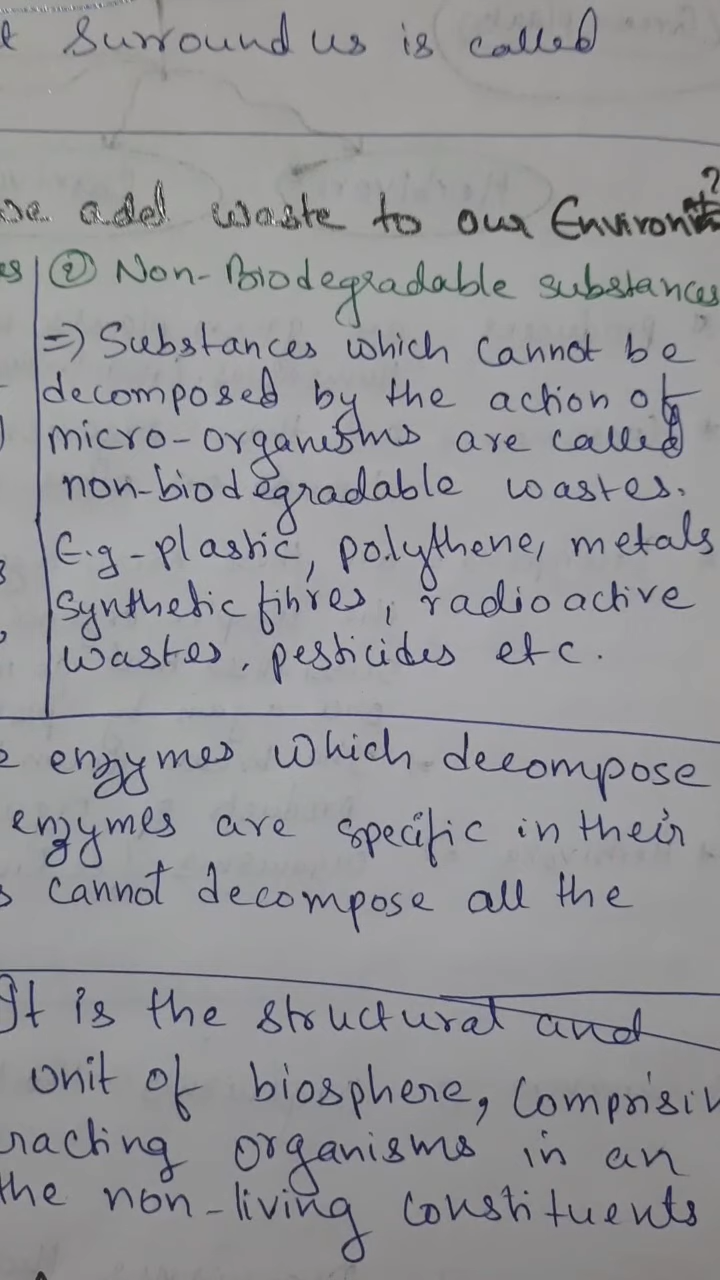 surround us is called
add waste to our Environ
?
② Non-Biodegradable substances
=> Substances which cannot be
decomposed by the action of
micro-organisms are called
non-biodegradable wastes.
E.g - plastic, polythene, metals
synthetic fibres, radioactive
wastes, pesticides etc.
enzymes which decompose
enzymes are specific in their
cannot decompose all the
It is the structural and
unit of biosphere, comprisin
racting organisms in an
the non-living constituents